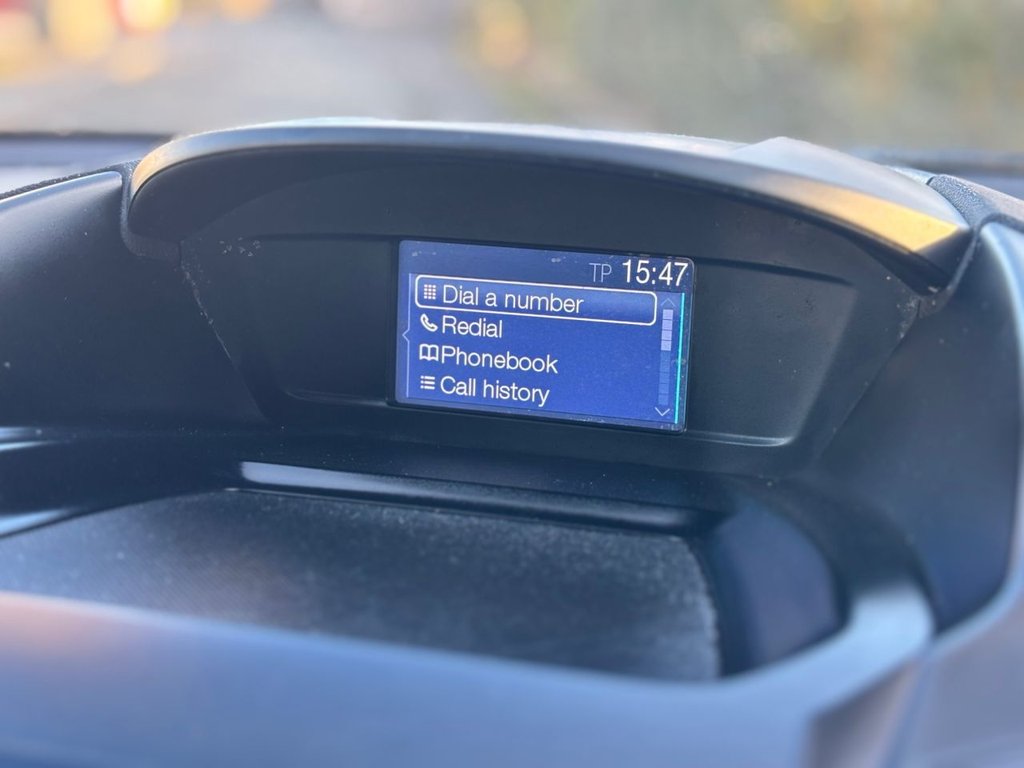 TP 15:47
Dial a number
Redial
Phonebook
Call history